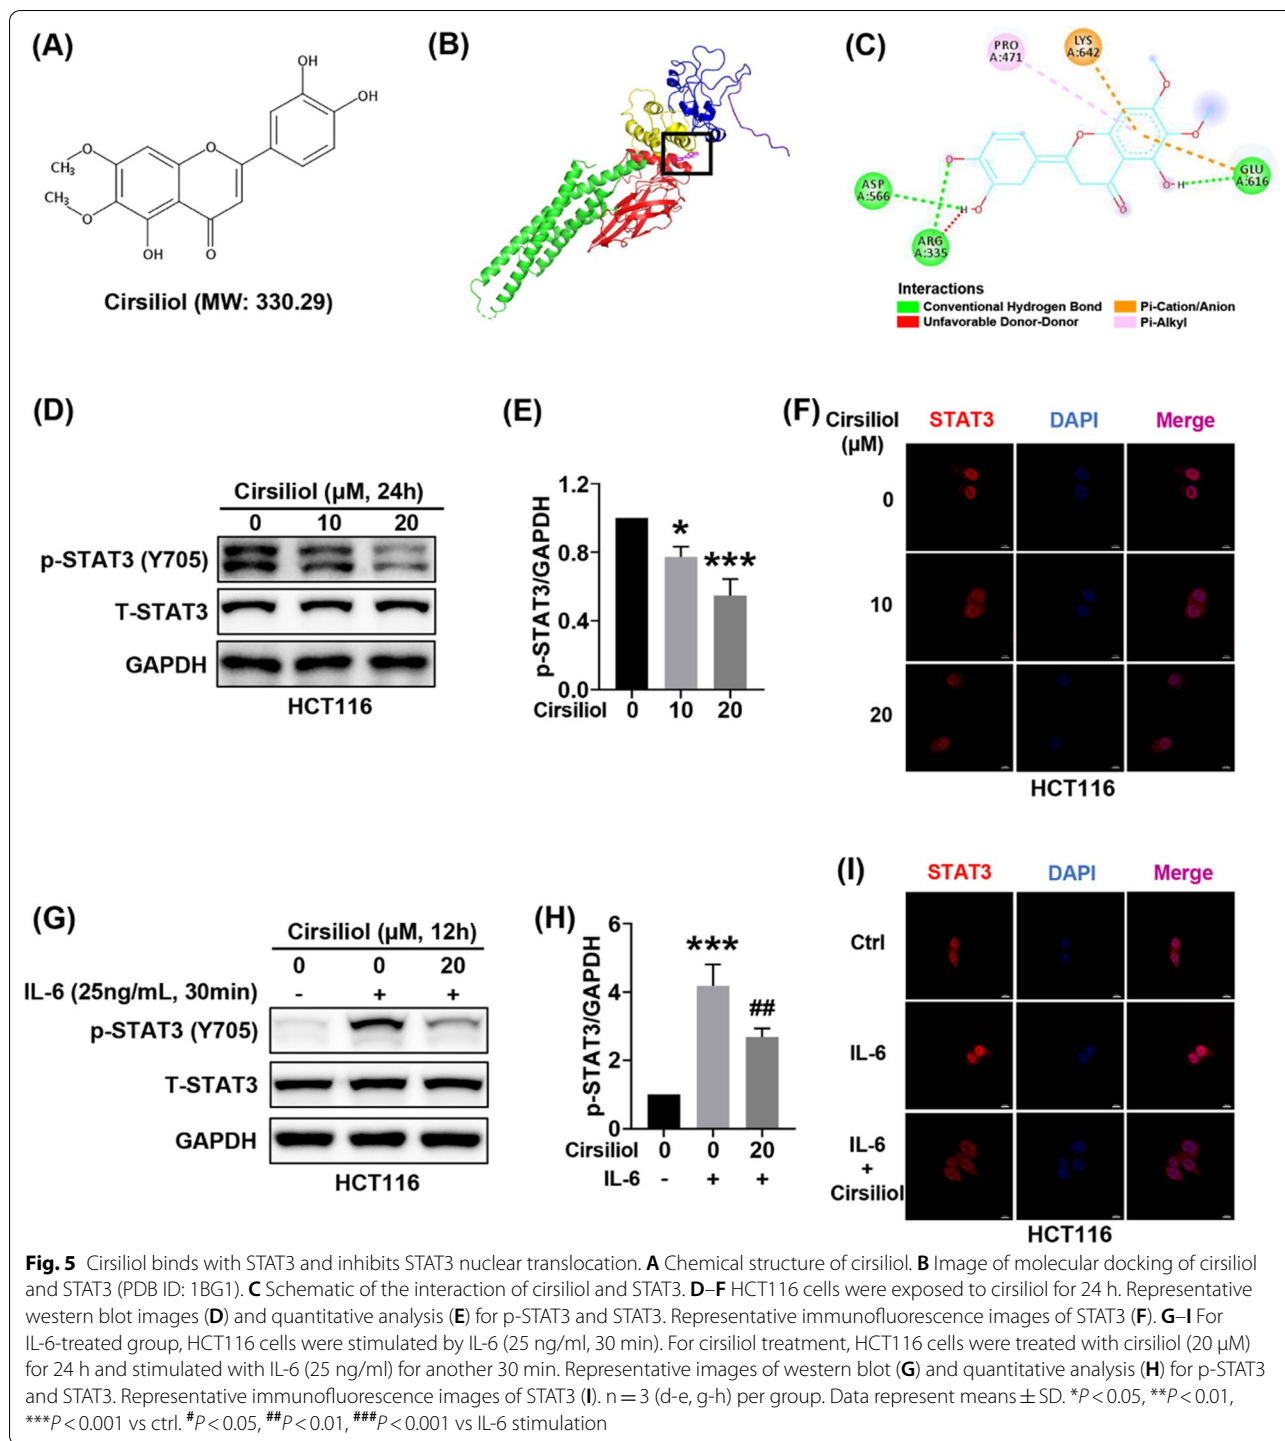 (A)
OH
OH
O
CH₃
O
CH₃
O
O
OH
O
Cirsiliol (MW: 330.29)
(B)
(C)
PRO
A:471
LYS
A:642
ASP
A:566
ARG
A:335
GLU
A:616
O
O
O
O
H
O
O
O
H
Interactions
Conventional Hydrogen Bond
Unfavorable Donor-Donor
Pi-Cation/Anion
Pi-Alkyl
(D)
Cirsiliol (µM, 24h)
0 10 20
p-STAT3 (Y705)
T-STAT3
GAPDH
HCT116
(E)
p-STAT3/GAPDH
1.2
0.8
0.4
0.0
*
***
Cirsiliol 0 10 20
(F)
Cirsiliol
(µM)
STAT3 DAPI Merge
0
10
20
HCT116
(G)
Cirsiliol (µM, 12h)
0 0 20
IL-6 (25ng/mL, 30min) - + +
p-STAT3 (Y705)
T-STAT3
GAPDH
HCT116
(H)
p-STAT3/GAPDH
6
4
2
0
***
##
Cirsiliol 0 0 20
IL-6 - + +
(I)
STAT3 DAPI Merge
Ctrl
IL-6
IL-6
+
Cirsiliol
HCT116
Fig. 5 Cirsiliol binds with STAT3 and inhibits STAT3 nuclear translocation. A Chemical structure of cirsiliol. B Image of molecular docking of cirsiliol
and STAT3 (PDB ID: 1BG1). C Schematic of the interaction of cirsiliol and STAT3. D–F HCT116 cells were exposed to cirsiliol for 24 h. Representative
western blot images (D) and quantitative analysis (E) for p-STAT3 and STAT3. Representative immunofluorescence images of STAT3 (F). G–I For
IL-6-treated group, HCT116 cells were stimulated by IL-6 (25 ng/ml, 30 min). For cirsiliol treatment, HCT116 cells were treated with cirsiliol (20 µM)
for 24 h and stimulated with IL-6 (25 ng/ml) for another 30 min. Representative images of western blot (G) and quantitative analysis (H) for p-STAT3
and STAT3. Representative immunofluorescence images of STAT3 (I). n = 3 (d-e, g-h) per group. Data represent means ± SD. *P < 0.05, **P < 0.01,
***P < 0.001 vs ctrl. #P < 0.05, ##P < 0.01, ###P < 0.001 vs IL-6 stimulation